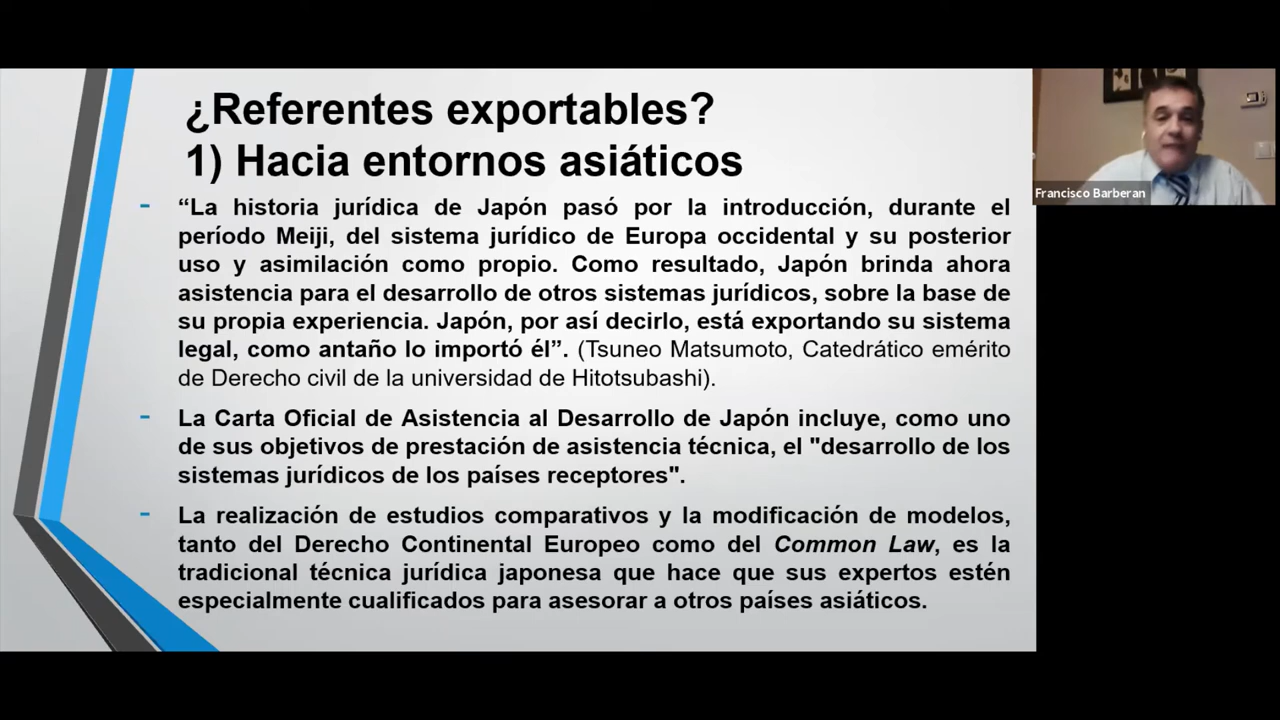 ¿Referentes exportables?
1) Hacia entornos asiáticos
- “La historia jurídica de Japón pasó por la introducción, durante el
período Meiji, del sistema jurídico de Europa occidental y su posterior
uso y asimilación como propio. Como resultado, Japón brinda ahora
asistencia para el desarrollo de otros sistemas jurídicos, sobre la base de
su propia experiencia. Japón, por así decirlo, está exportando su sistema
legal, como antaño lo importó él”. (Tsuneo Matsumoto, Catedrático emérito
de Derecho civil de la universidad de Hitotsubashi).
- La Carta Oficial de Asistencia al Desarrollo de Japón incluye, como uno
de sus objetivos de prestación de asistencia técnica, el "desarrollo de los
sistemas jurídicos de los países receptores".
- La realización de estudios comparativos y la modificación de modelos,
tanto del Derecho Continental Europeo como del Common Law, es la
tradicional técnica jurídica japonesa que hace que sus expertos estén
especialmente cualificados para asesorar a otros países asiáticos.
Francisco Barberan